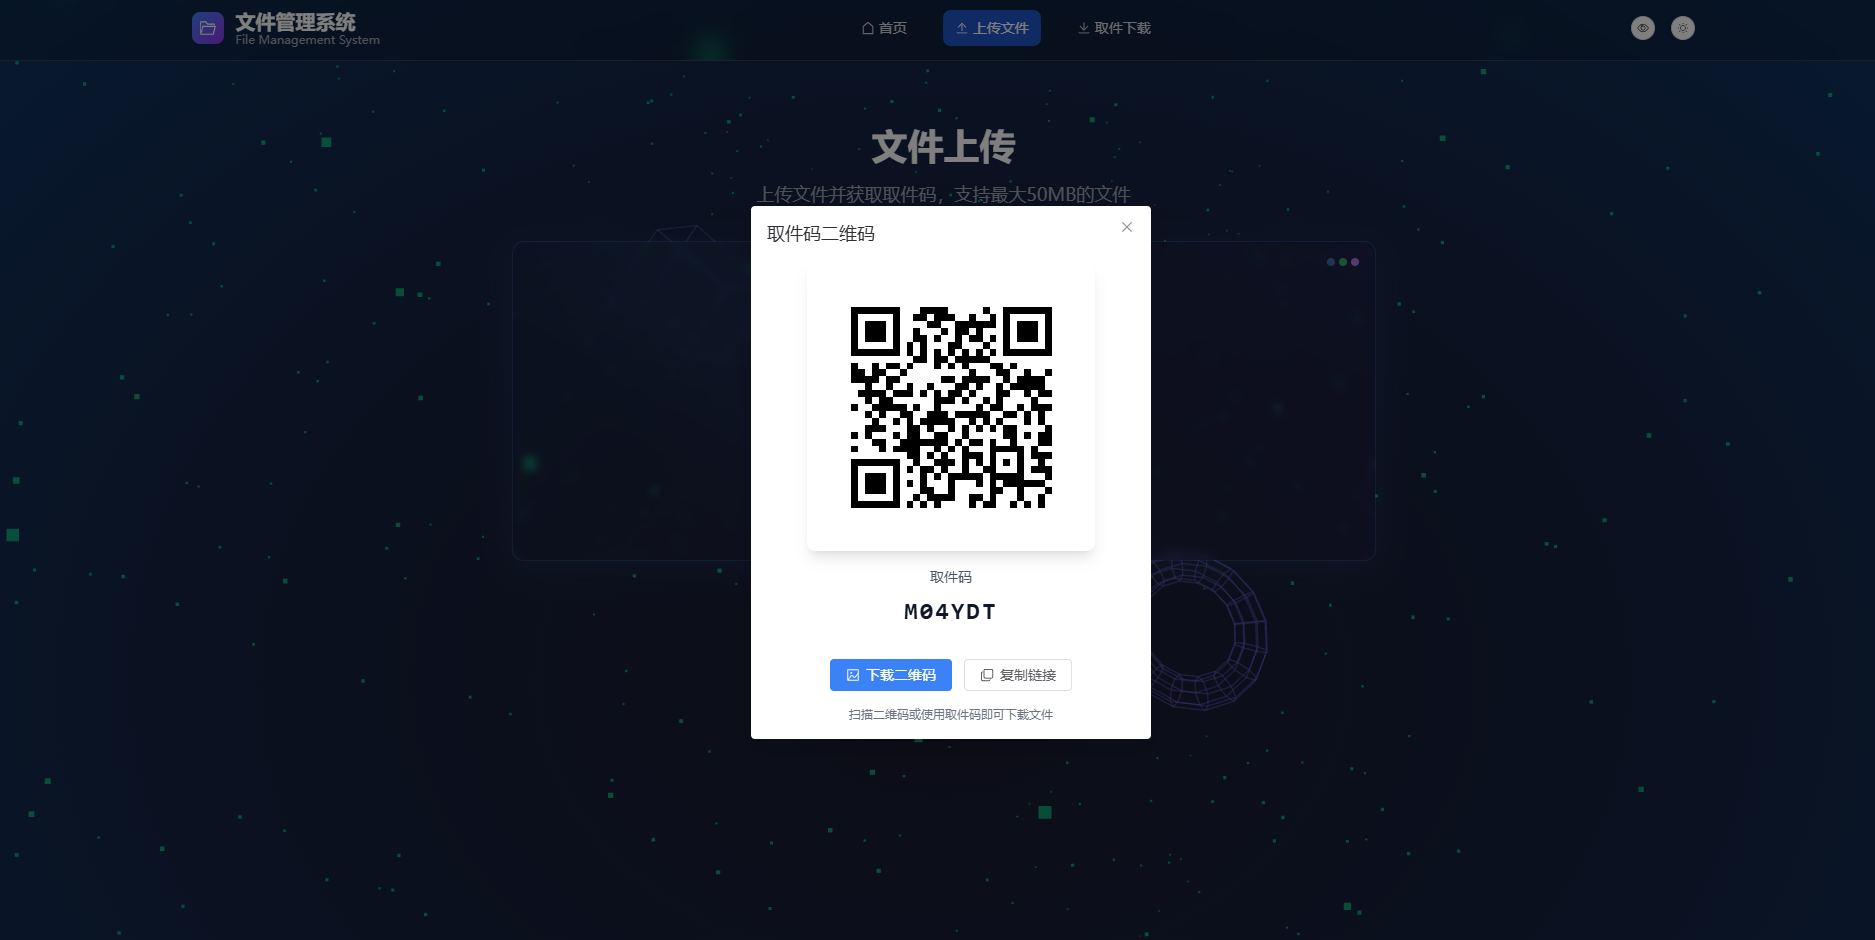 文件管理系统
File Management System
首页
上传文件
取件下载
文件上传
上传文件并获取取件码，支持最大50MB的文件
取件码二维码
取件码
M04YDT
下载二维码
复制链接
扫描二维码或使用取件码即可下载文件